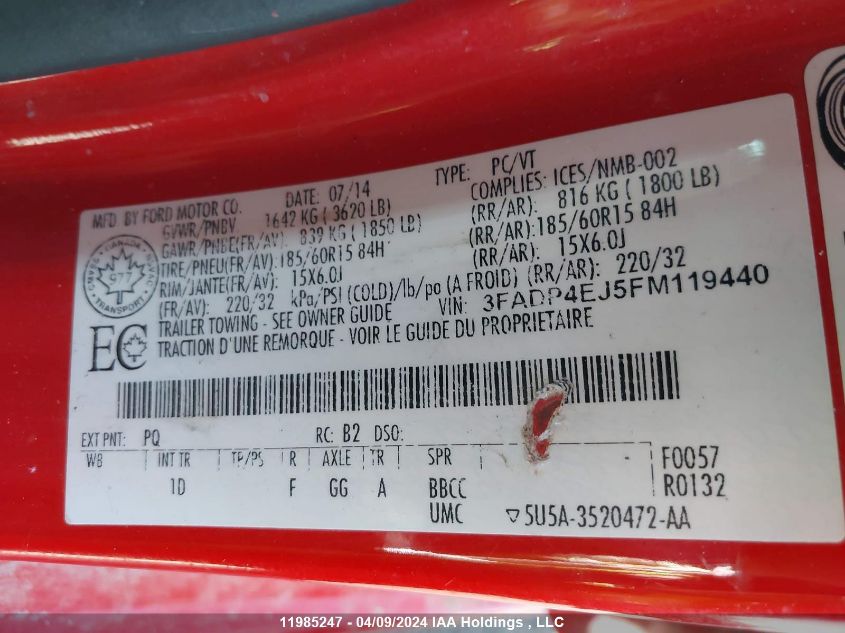 MFD BY FORD MOTOR CO. DATE: 07/14 TYPE: PC/VT
GVWR/PNBV 1642 KG ( 3620 LB) COMPLIES: ICES/NMB-002
GAWR/PNBE(FR/AV): 839 KG ( 1850 LB) (RR/AR): 816 KG ( 1800 LB)
TIRE/PNEU(FR/AV):185/60R15 84H (RR/AR):185/60R15 84H
RIM/JANTE(FR/AV): 15X6.0J (RR/AR): 15X6.0J
(FR/AV): 220/32 kPa/PSI (COLD)/lb/po (A FROID) (RR/AR): 220/32
TRAILER TOWING - SEE OWNER GUIDE VIN: 3FADP4EJ5FM119440
TRACTION D'UNE REMORQUE - VOIR LE GUIDE DU PROPRIETAIRE
CANADA
TRANSPORT
EC
EXT PNT: PQ RC: B2 DSO:
WB INT TR TP/PS R AXLE TR SPR F0057
1D F GG A BBCC R0132
UMC 5U5A-3520472-AA
11985247 - 04/09/2024 IAA Holdings , LLC